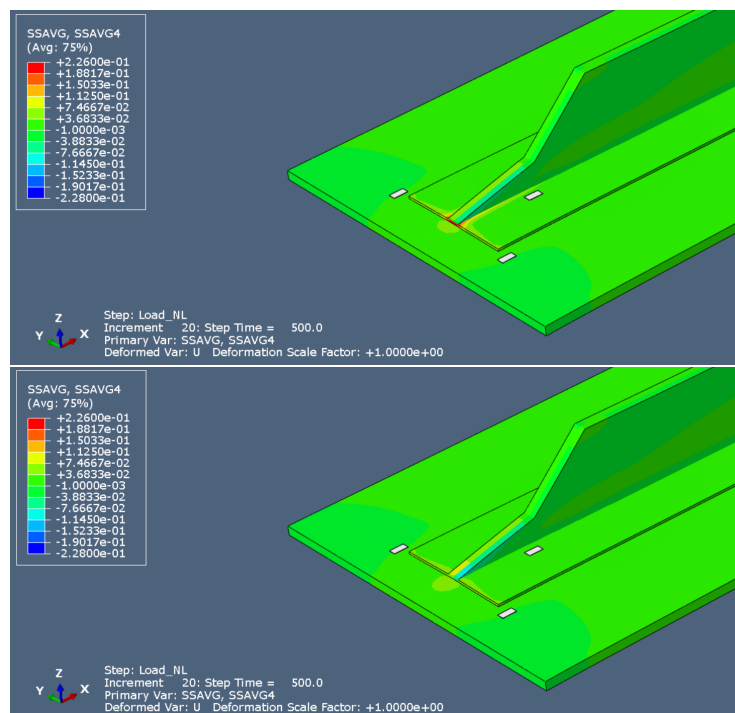 SSAVG, SSAVG4
(Avg: 75%)
+2.2600e-01
+1.8817e-01
+1.5033e-01
+1.1250e-01
+7.4667e-02
+3.6833e-02
-1.0000e-03
-3.8833e-02
-7.6667e-02
-1.1450e-01
-1.5233e-01
-1.9017e-01
-2.2800e-01
Z
Y
X
Step: Load_NL
Increment 20: Step Time = 500.0
Primary Var: SSAVG, SSAVG4
Deformed Var: U Deformation Scale Factor: +1.0000e+00
SSAVG, SSAVG4
(Avg: 75%)
+2.2600e-01
+1.8817e-01
+1.5033e-01
+1.1250e-01
+7.4667e-02
+3.6833e-02
-1.0000e-03
-3.8833e-02
-7.6667e-02
-1.1450e-01
-1.5233e-01
-1.9017e-01
-2.2800e-01
Z
Y
X
Step: Load_NL
Increment 20: Step Time = 500.0
Primary Var: SSAVG, SSAVG4
Deformed Var: U Deformation Scale Factor: +1.0000e+00